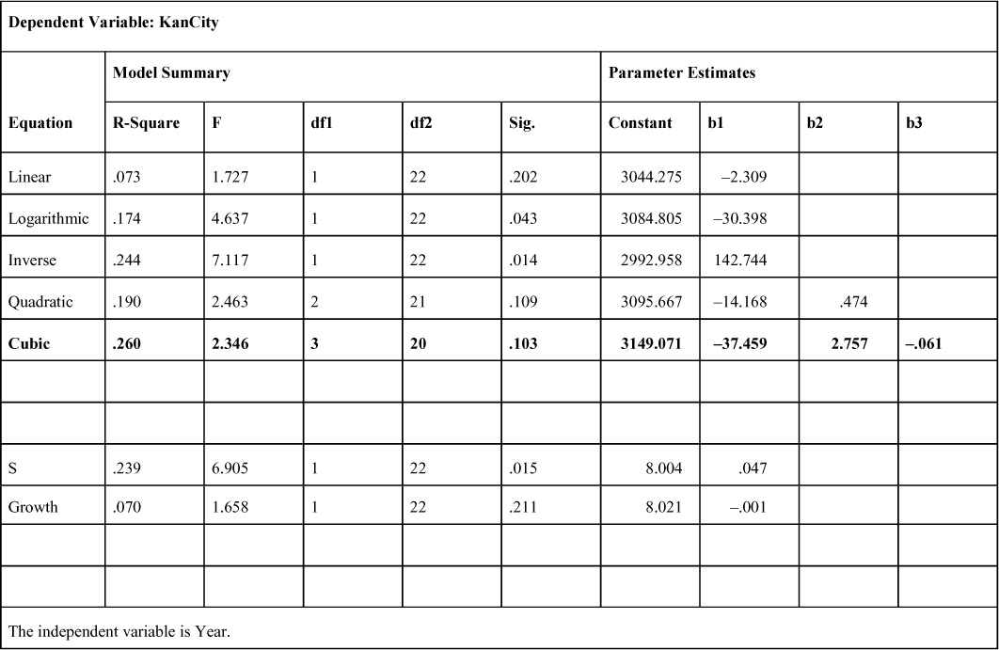 Dependent Variable: KanCity
Model Summary Parameter Estimates
Equation R-Square F df1 df2 Sig. Constant b1 b2 b3
Linear .073 1.727 1 22 .202 3044.275 –2.309
Logarithmic .174 4.637 1 22 .043 3084.805 –30.398
Inverse .244 7.117 1 22 .014 2992.958 142.744
Quadratic .190 2.463 2 21 .109 3095.667 –14.168 .474
Cubic .260 2.346 3 20 .103 3149.071 –37.459 2.757 –.061
S .239 6.905 1 22 .015 8.004 .047
Growth .070 1.658 1 22 .211 8.021 –.001
The independent variable is Year.